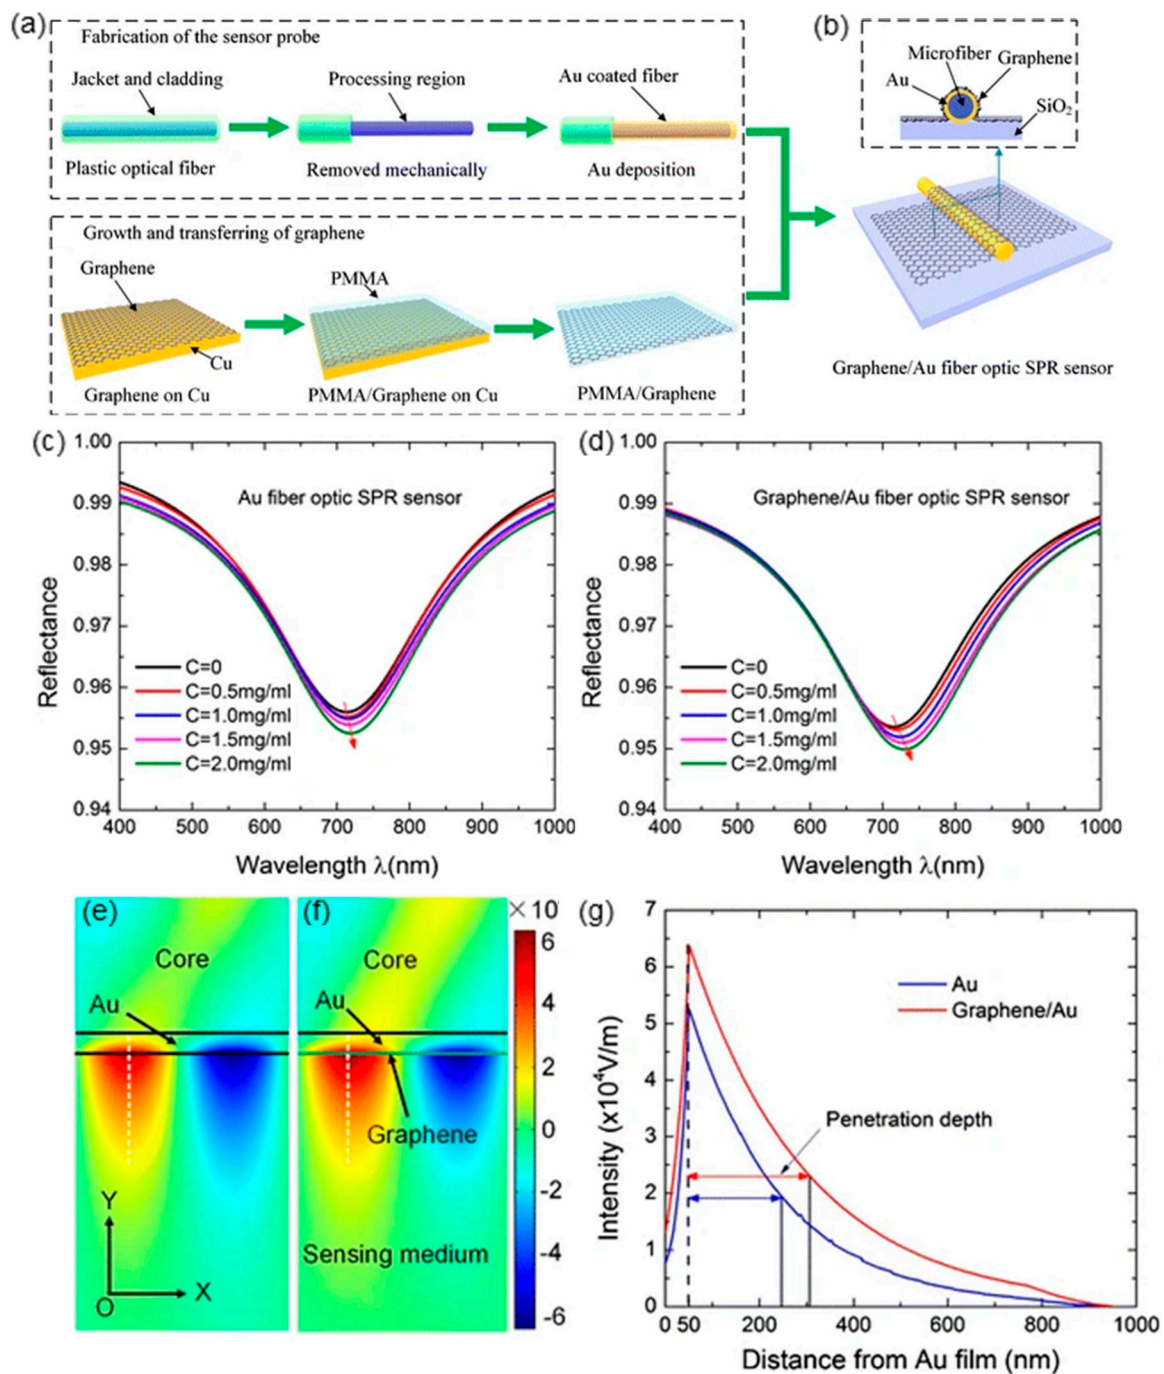 (a)
Fabrication of the sensor probe
Jacket and cladding
Processing region
Au coated fiber
Plastic optical fiber
Removed mechanically
Au deposition
Growth and transferring of graphene
Graphene
PMMA
Cu
Graphene on Cu
PMMA/Graphene on Cu
PMMA/Graphene
(b)
Microfiber
Graphene
Au
SiO₂
Graphene/Au fiber optic SPR sensor
(c)
1.00
0.99
0.98
0.97
0.96
0.95
0.94
Reflectance
Au fiber optic SPR sensor
C=0
C=0.5mg/ml
C=1.0mg/ml
C=1.5mg/ml
C=2.0mg/ml
400 500 600 700 800 900 1000
Wavelength λ(nm)
(d)
1.00
0.99
0.98
0.97
0.96
0.95
0.94
Reflectance
Graphene/Au fiber optic SPR sensor
C=0
C=0.5mg/ml
C=1.0mg/ml
C=1.5mg/ml
C=2.0mg/ml
400 500 600 700 800 900 1000
Wavelength λ(nm)
(e)
Core
Au
Y
O
X
(f)
Core
Au
Graphene
Sensing medium
×10
6
4
2
0
-2
-4
-6
(g)
7
6
5
4
3
2
1
0
Intensity (x10⁴V/m)
Au
Graphene/Au
Penetration depth
0 50 200 400 600 800 1000
Distance from Au film (nm)